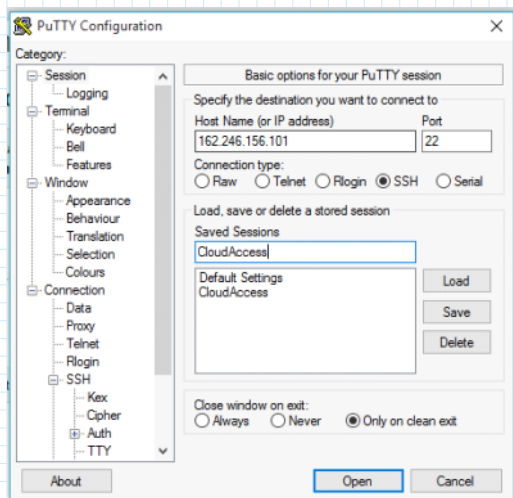 PuTTY Configuration
Category:
Session
Logging
Terminal
Keyboard
Bell
Features
Window
Appearance
Behaviour
Translation
Selection
Colours
Connection
Data
Proxy
Telnet
Rlogin
SSH
Kex
Cipher
Auth
TTY
Basic options for your PuTTY session
Specify the destination you want to connect to
Host Name (or IP address) Port
162.246.156.101 22
Connection type:
Raw Telnet Rlogin SSH Serial
Load, save or delete a stored session
Saved Sessions
CloudAccess
Default Settings
CloudAccess
Load
Save
Delete
Close window on exit:
Always Never Only on clean exit
About Open Cancel